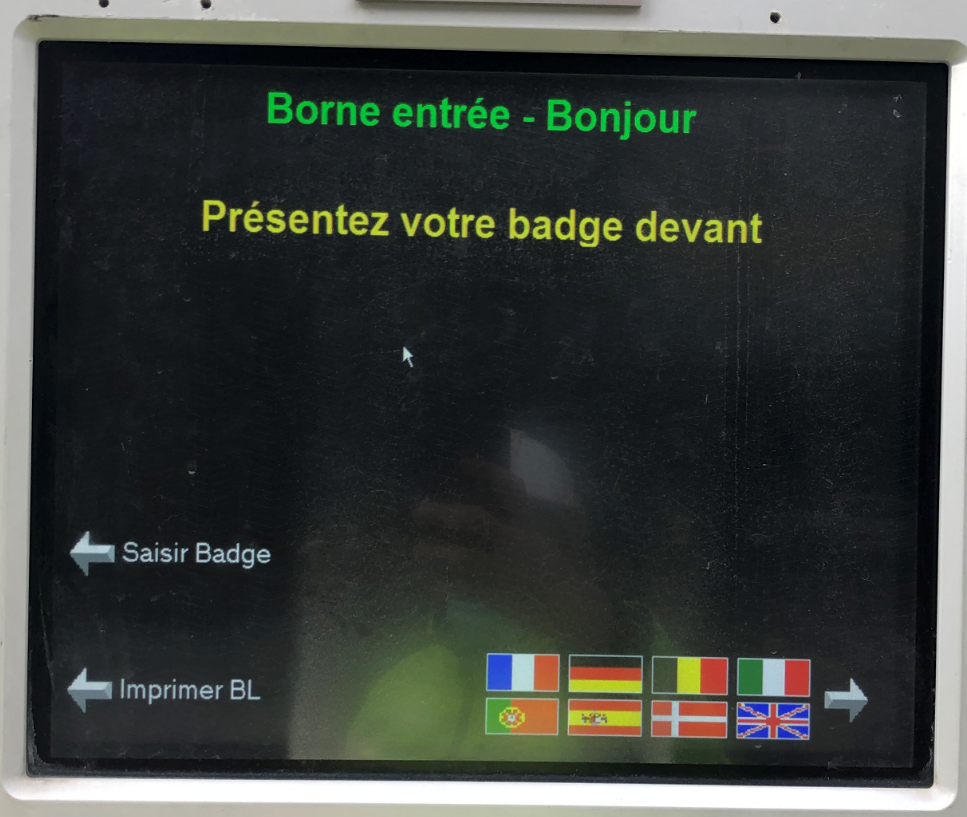 Borne entrée - Bonjour
Présentez votre badge devant
Saisir Badge
Imprimer BL